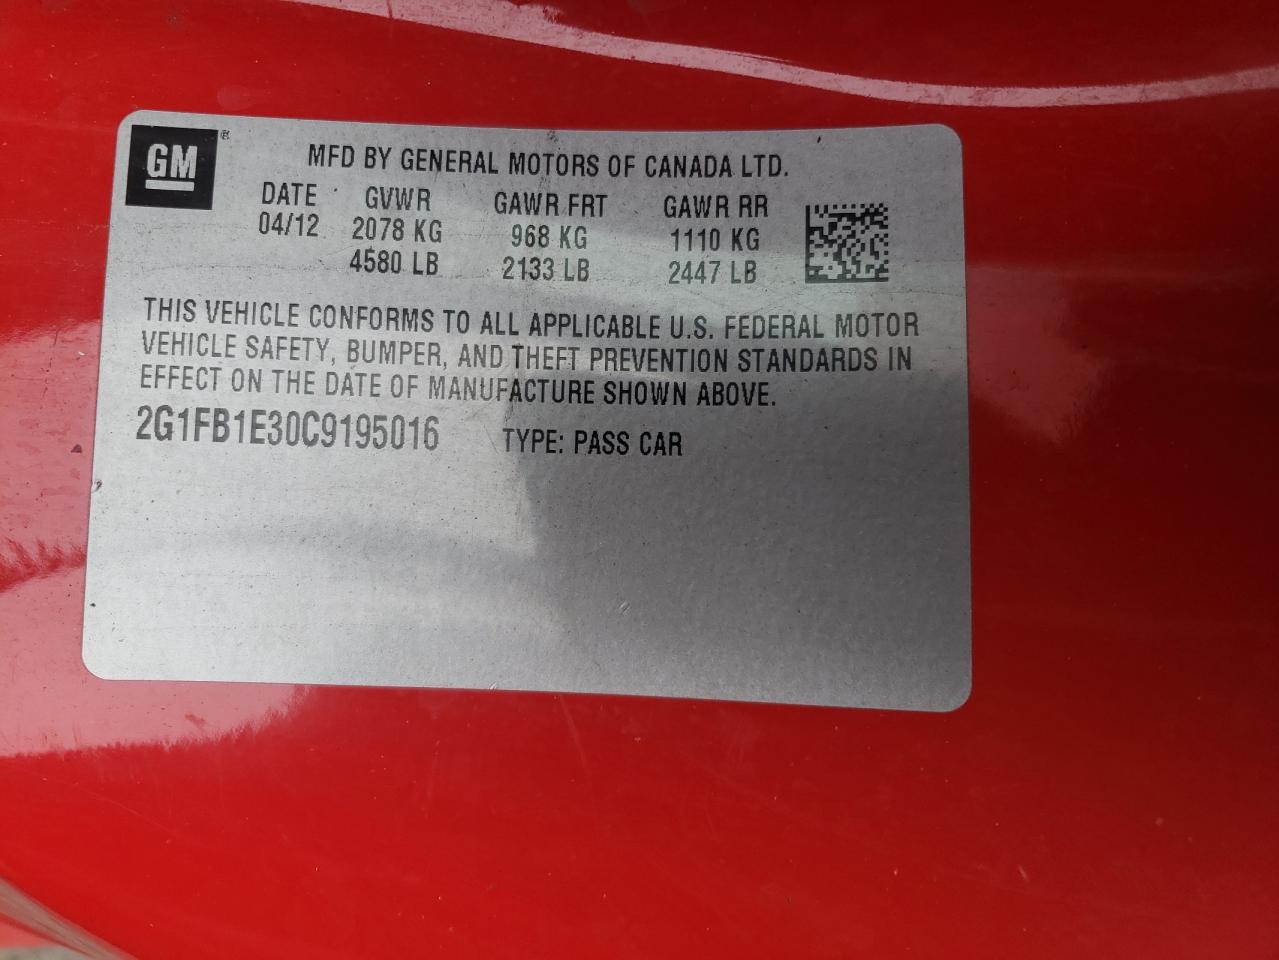 GM®
MFD BY GENERAL MOTORS OF CANADA LTD.
DATE GVWR GAWR FRT GAWR RR
04/12 2078 KG 968 KG 1110 KG
4580 LB 2133 LB 2447 LB
THIS VEHICLE CONFORMS TO ALL APPLICABLE U.S. FEDERAL MOTOR
VEHICLE SAFETY, BUMPER, AND THEFT PREVENTION STANDARDS IN
EFFECT ON THE DATE OF MANUFACTURE SHOWN ABOVE.
2G1FB1E30C9195016 TYPE: PASS CAR